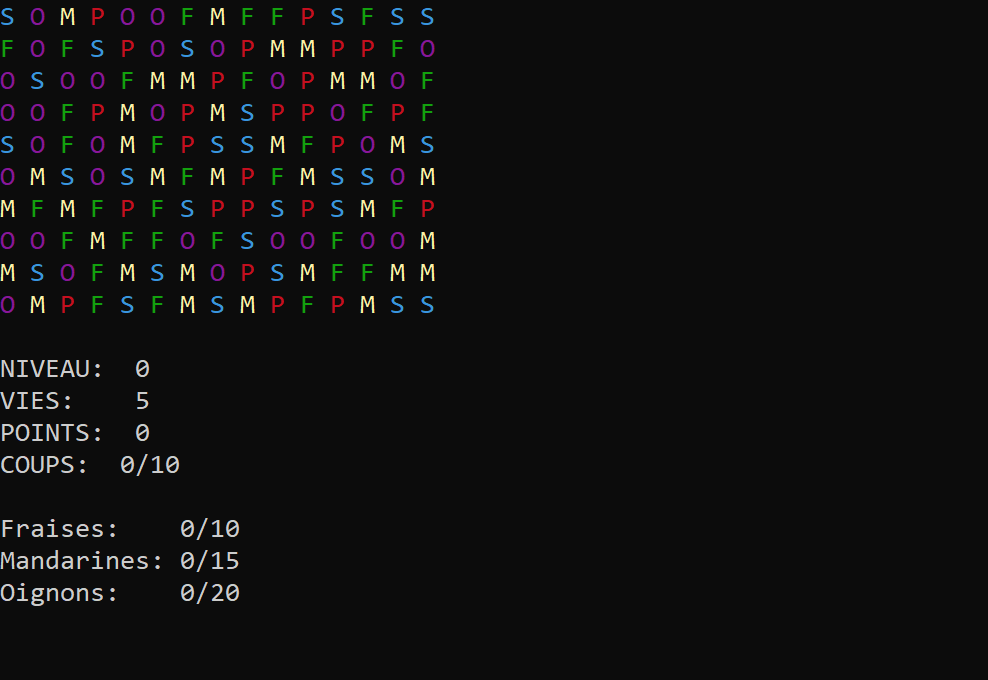 S O M P O O F M F F P S F S S
F O F S P O S O P M M P P F O
O S O O F M M P F O P M M O F
O O F P M O P M S P P O F P F
S O F O M F P S S M F P O M S
O M S O S M F M P F M S S O M
M F M F P F S P P S P S M F P
O O F M F F O F S O O F O O M
M S O F M S M O P S M F F M M
O M P F S F M S M P F P M S S
NIVEAU: 0
VIES: 5
POINTS: 0
COUPS: 0/10
Fraises: 0/10
Mandarines: 0/15
Oignons: 0/20